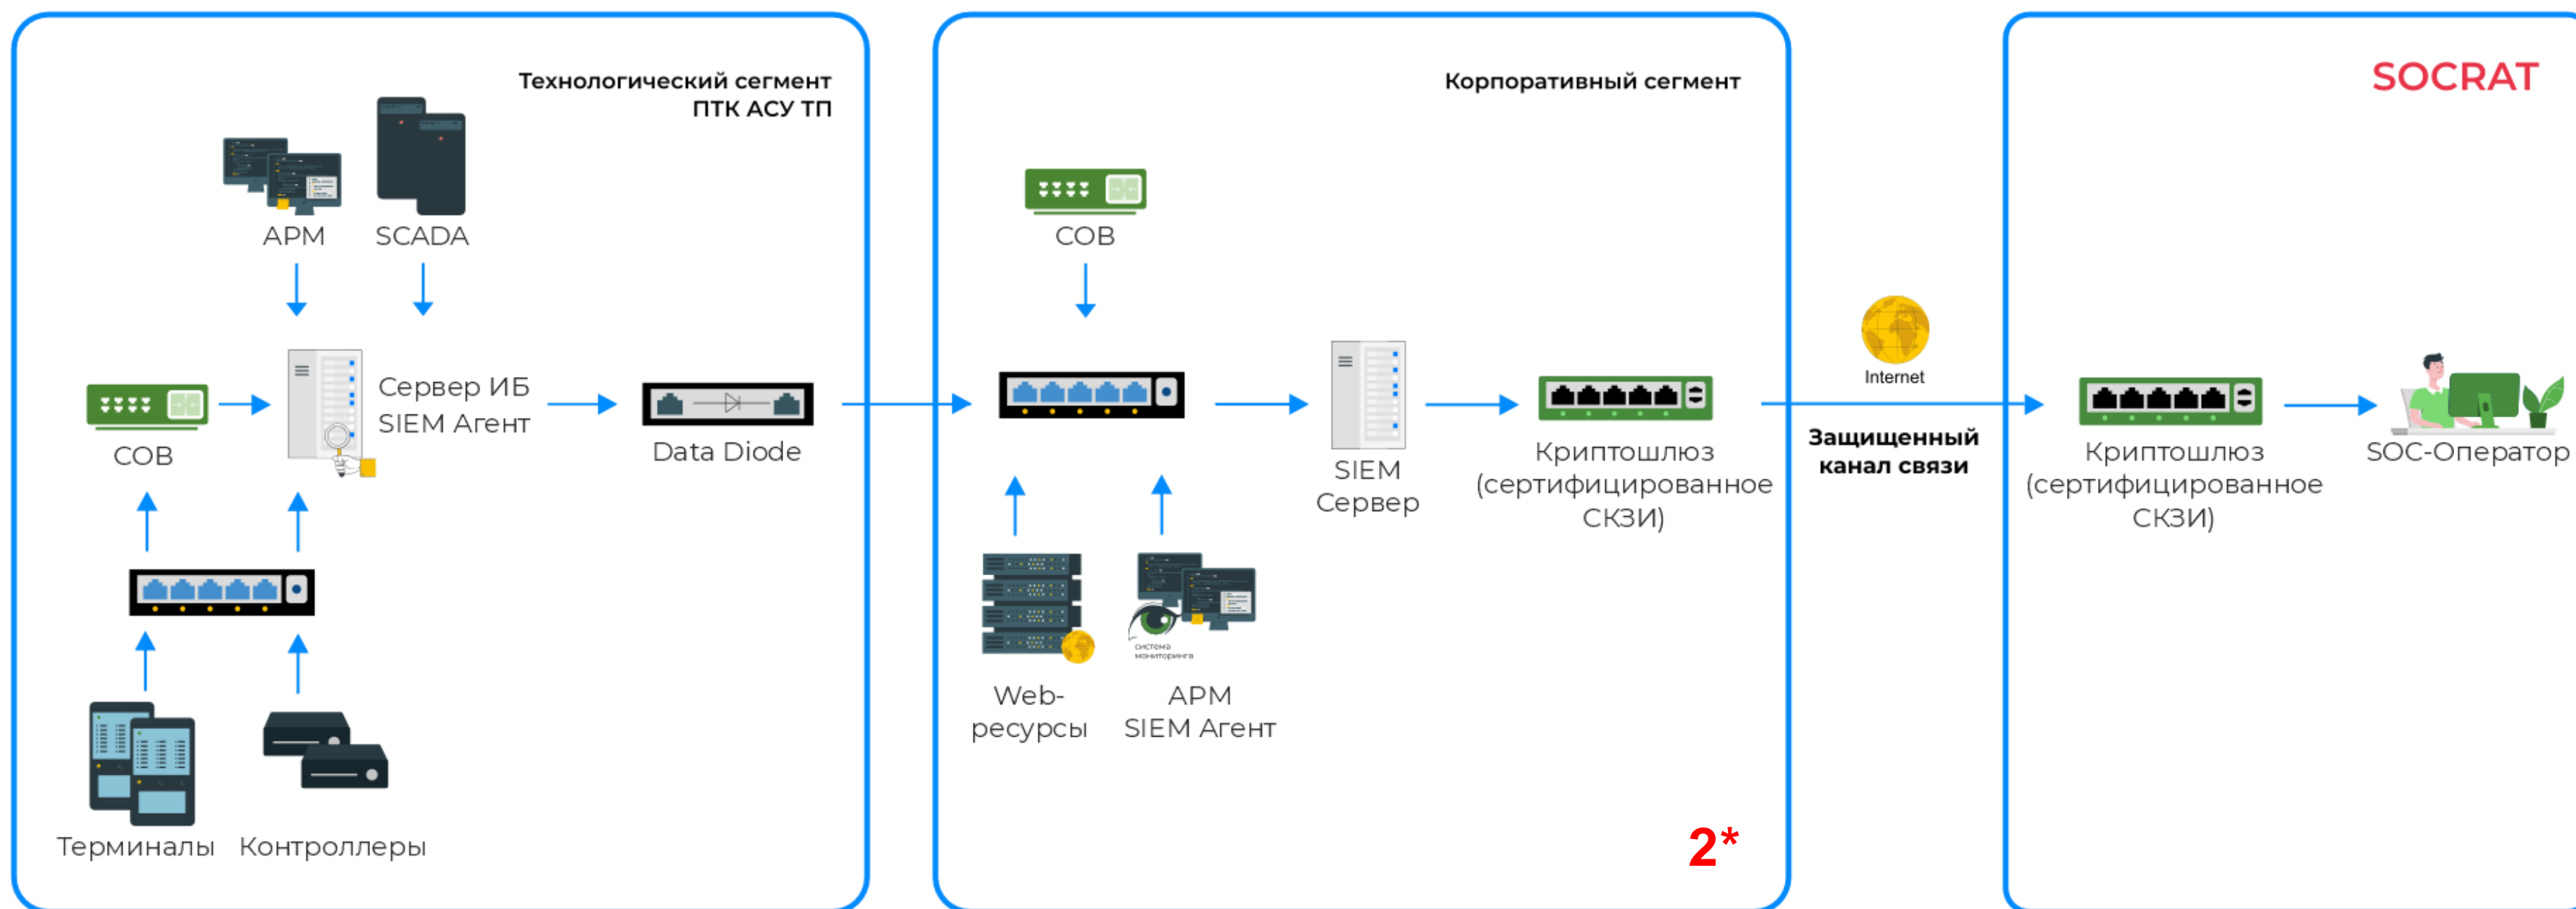 Технологический сегмент
ПТК АСУ ТП
АРМ
SCADA
СОВ
Сервер ИБ
SIEM Агент
Data Diode
Терминалы
Контроллеры
Корпоративный сегмент
СОВ
SIEM
Сервер
Криптошлюз
(сертифицированное
СКЗИ)
система
мониторинга
Web-
ресурсы
АРМ
SIEM Агент
2*
Internet
Защищенный
канал связи
SOCRAT
Криптошлюз
(сертифицированное
СКЗИ)
SOC-Оператор